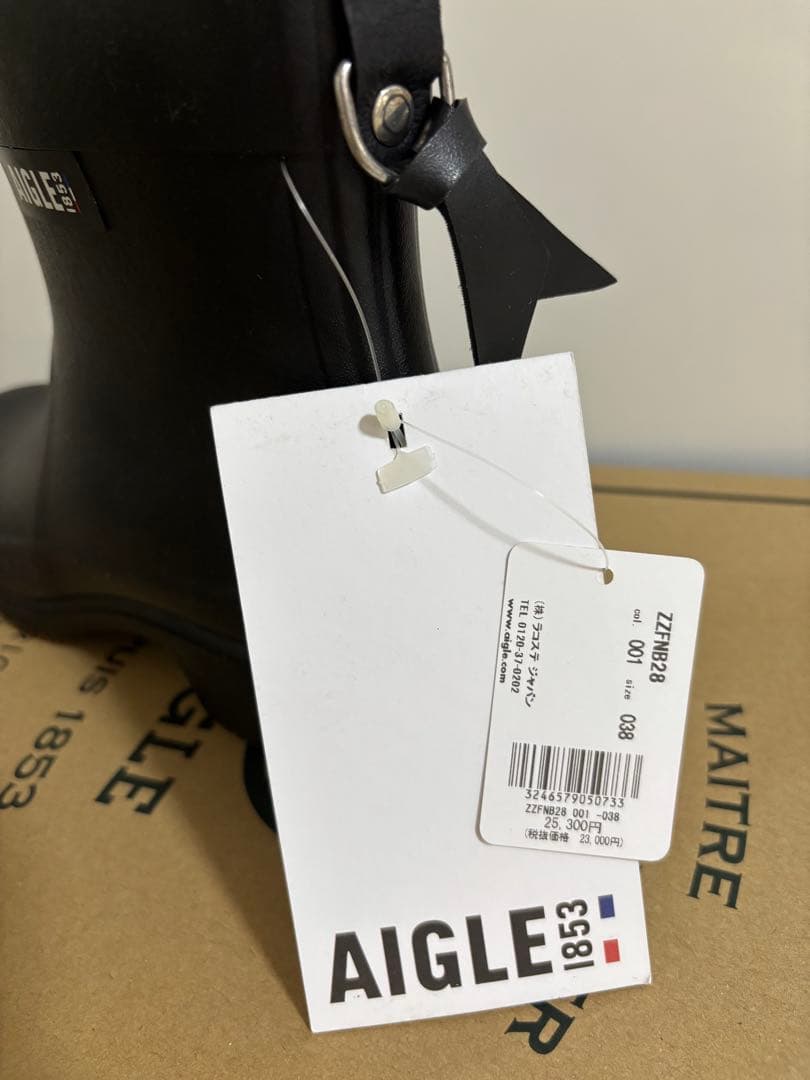 AIGLE
1853
ZZFNB28
col. 001 size 038
(株)ラコステ ジャパン
TEL 0120-37-0202
www.aigle.com
3246579050733
ZZFNB28 001 -038
25,300円
(税抜価格 23,000円)
AIGLE
1853
MAITRE
1853